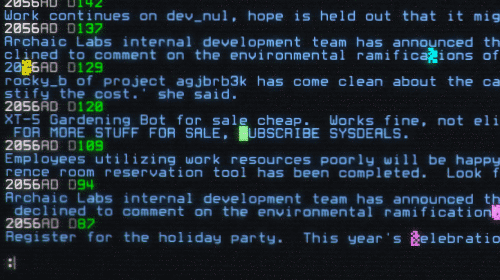 2056AD D142
Work continues on dev_nul, hope is held out that it mig
2056AD D137
Archaic Labs internal development team has announced th
clined to comment on the environmental ramifications of
2056AD D129
rocky_b of project agjbrb3k has come clean about the ca
stify the cost.' she said.
2056AD D120
XT-5 Gardening Bot for sale cheap.  Works fine, not eli
FOR MORE STUFF FOR SALE, SUBSCRIBE SYSDEALS.
2056AD D109
Employees utilizing work resources poorly will be happy
rence room reservation tool has been completed.  Look f
2056AD D94
Archaic Labs internal development team has announced th
declined to comment on the environmental ramification
2056AD D87
Register for the holiday party.  This year's celebratio
: